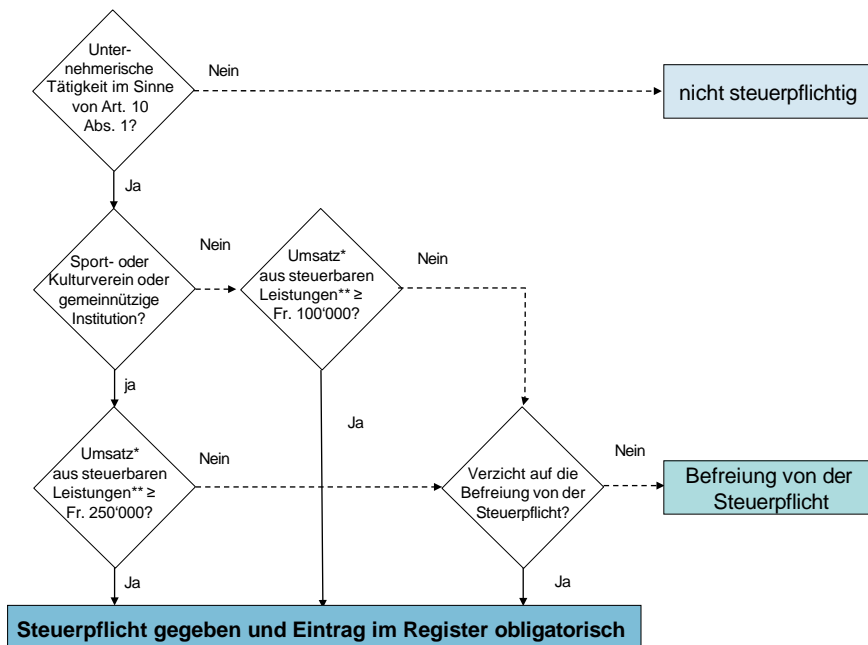 Unter-
nehmerische
Tätigkeit im Sinne
von Art. 10
Abs. 1?
Nein
nicht steuerpflichtig
Ja
Sport- oder
Kulturverein oder
gemeinnützige
Institution?
Nein
Umsatz*
aus steuerbaren
Leistungen** ≥
Fr. 100‘000?
Nein
ja
Ja
Umsatz*
aus steuerbaren
Leistungen** ≥
Fr. 250‘000?
Nein
Verzicht auf die
Befreiung von der
Steuerpflicht?
Nein
Befreiung von der
Steuerpflicht
Ja
Ja
Steuerpflicht gegeben und Eintrag im Register obligatorisch